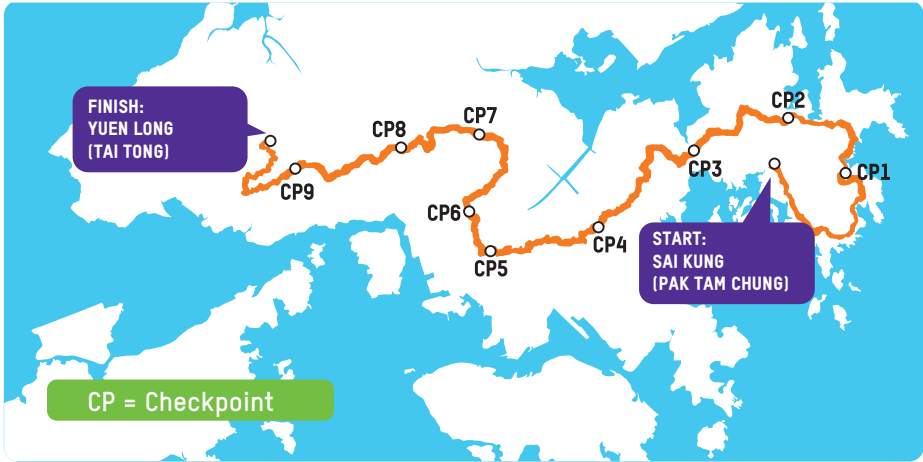 FINISH:
YUEN LONG
(TAI TONG)
CP8
CP7
CP2
CP9
CP3
CP1
CP6
CP4
CP5
START:
SAI KUNG
(PAK TAM CHUNG)
CP = Checkpoint